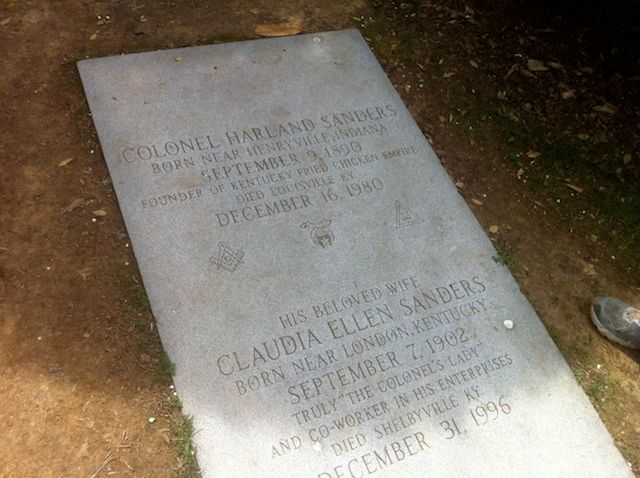 COLONEL HARLAND SANDERS
BORN NEAR HENRYVILLE, INDIANA
SEPTEMBER 9, 1890
FOUNDER OF KENTUCKY FRIED CHICKEN EMPIRE
DIED LOUISVILLE KY.
DECEMBER 16, 1980
G
HIS BELOVED WIFE
CLAUDIA ELLEN SANDERS
BORN NEAR LONDON, KENTUCKY
SEPTEMBER 7, 1902
TRULY "THE COLONEL'S LADY"
AND CO-WORKER IN HIS ENTERPRISES
DIED SHELBYVILLE KY.
DECEMBER 31, 1996